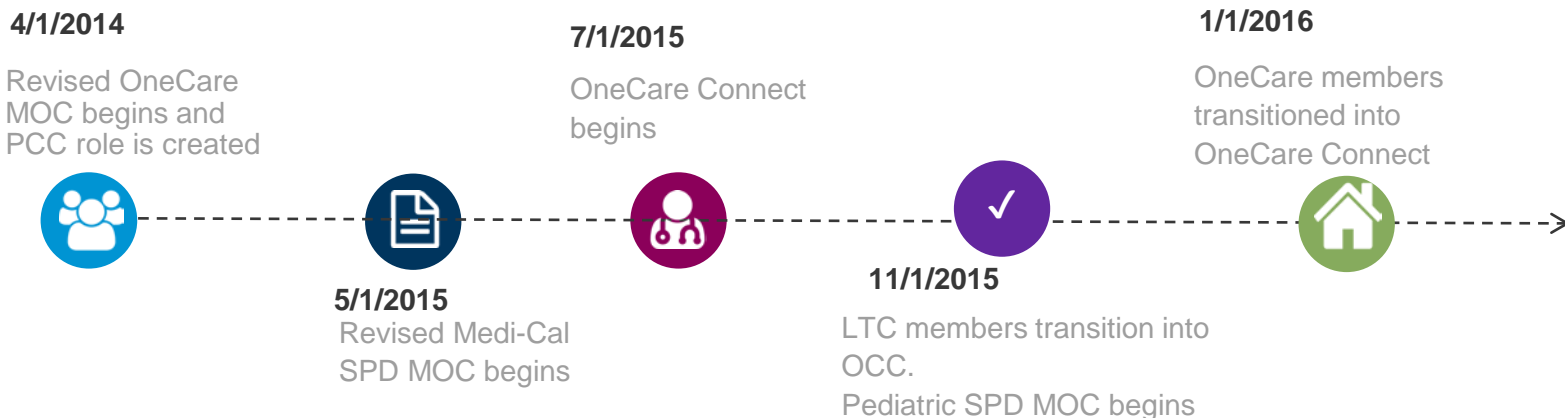 4/1/2014
Revised OneCare
MOC begins and
PCC role is created
5/1/2015
Revised Medi-Cal
SPD MOC begins
7/1/2015
OneCare Connect
begins
11/1/2015
LTC members transition into
OCC.
Pediatric SPD MOC begins
1/1/2016
OneCare members
transitioned into
OneCare Connect